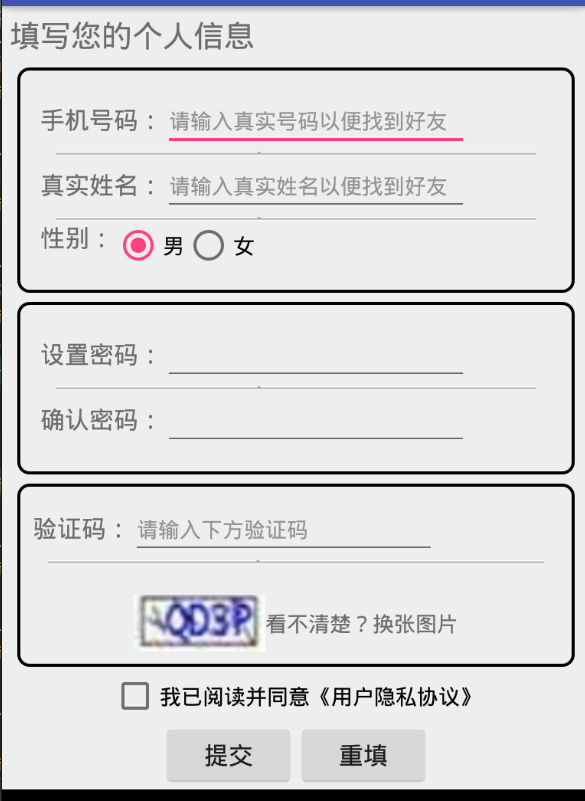 填写您的个人信息
手机号码： 请输入真实号码以便找到好友
真实姓名： 请输入真实姓名以便找到好友
性别： 男 女
设置密码：
确认密码：
验证码： 请输入下方验证码
QD3P 看不清楚？换张图片
我已阅读并同意《用户隐私协议》
提交 重填